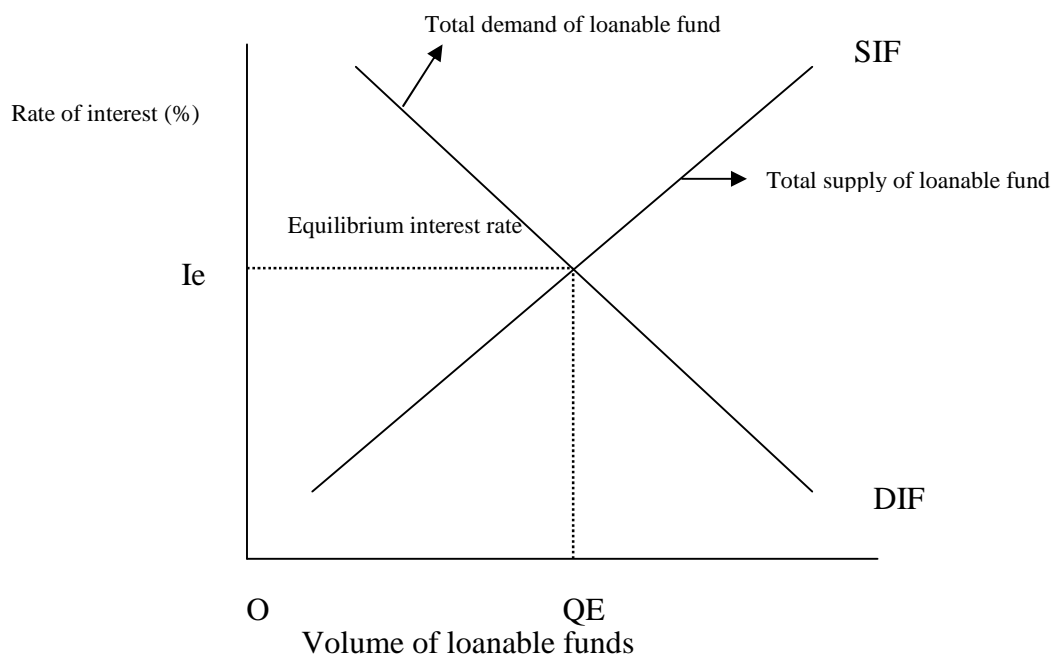 Total demand of loanable fund
SIF
Rate of interest (%)
Total supply of loanable fund
Equilibrium interest rate
Ie
DIF
O
QE
Volume of loanable funds